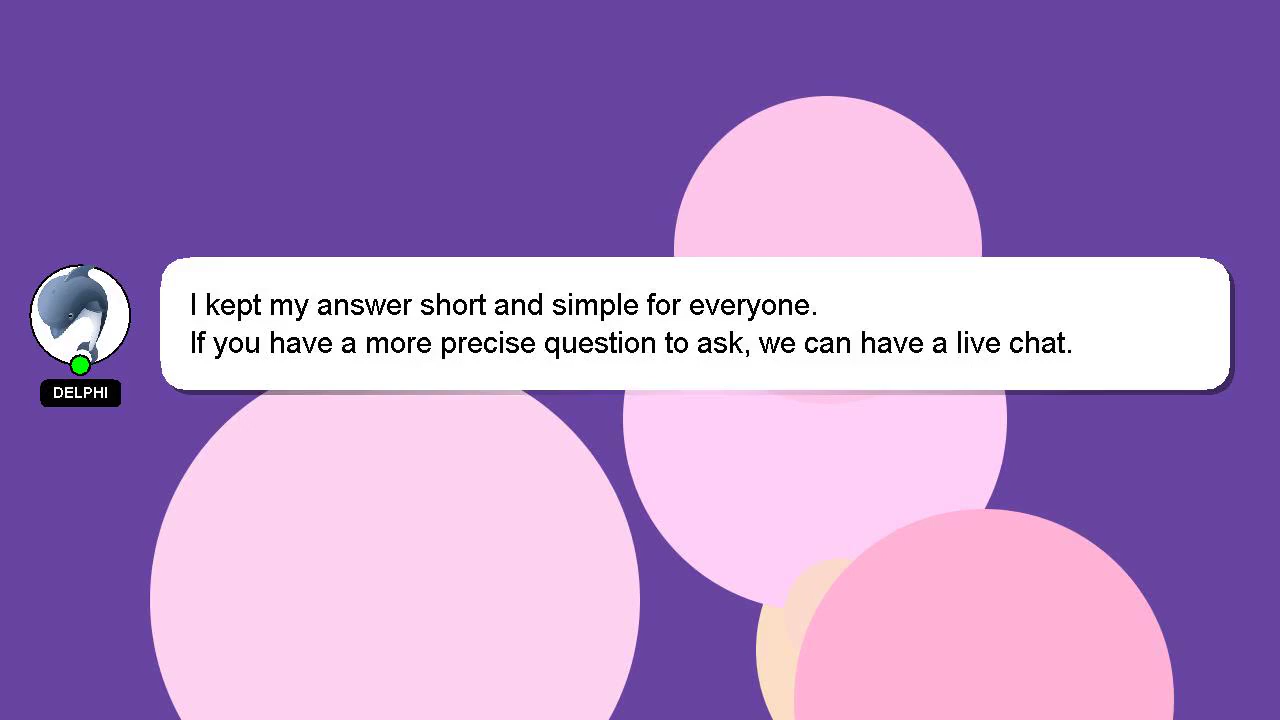 I kept my answer short and simple for everyone.
If you have a more precise question to ask, we can have a live chat.
DELPHI